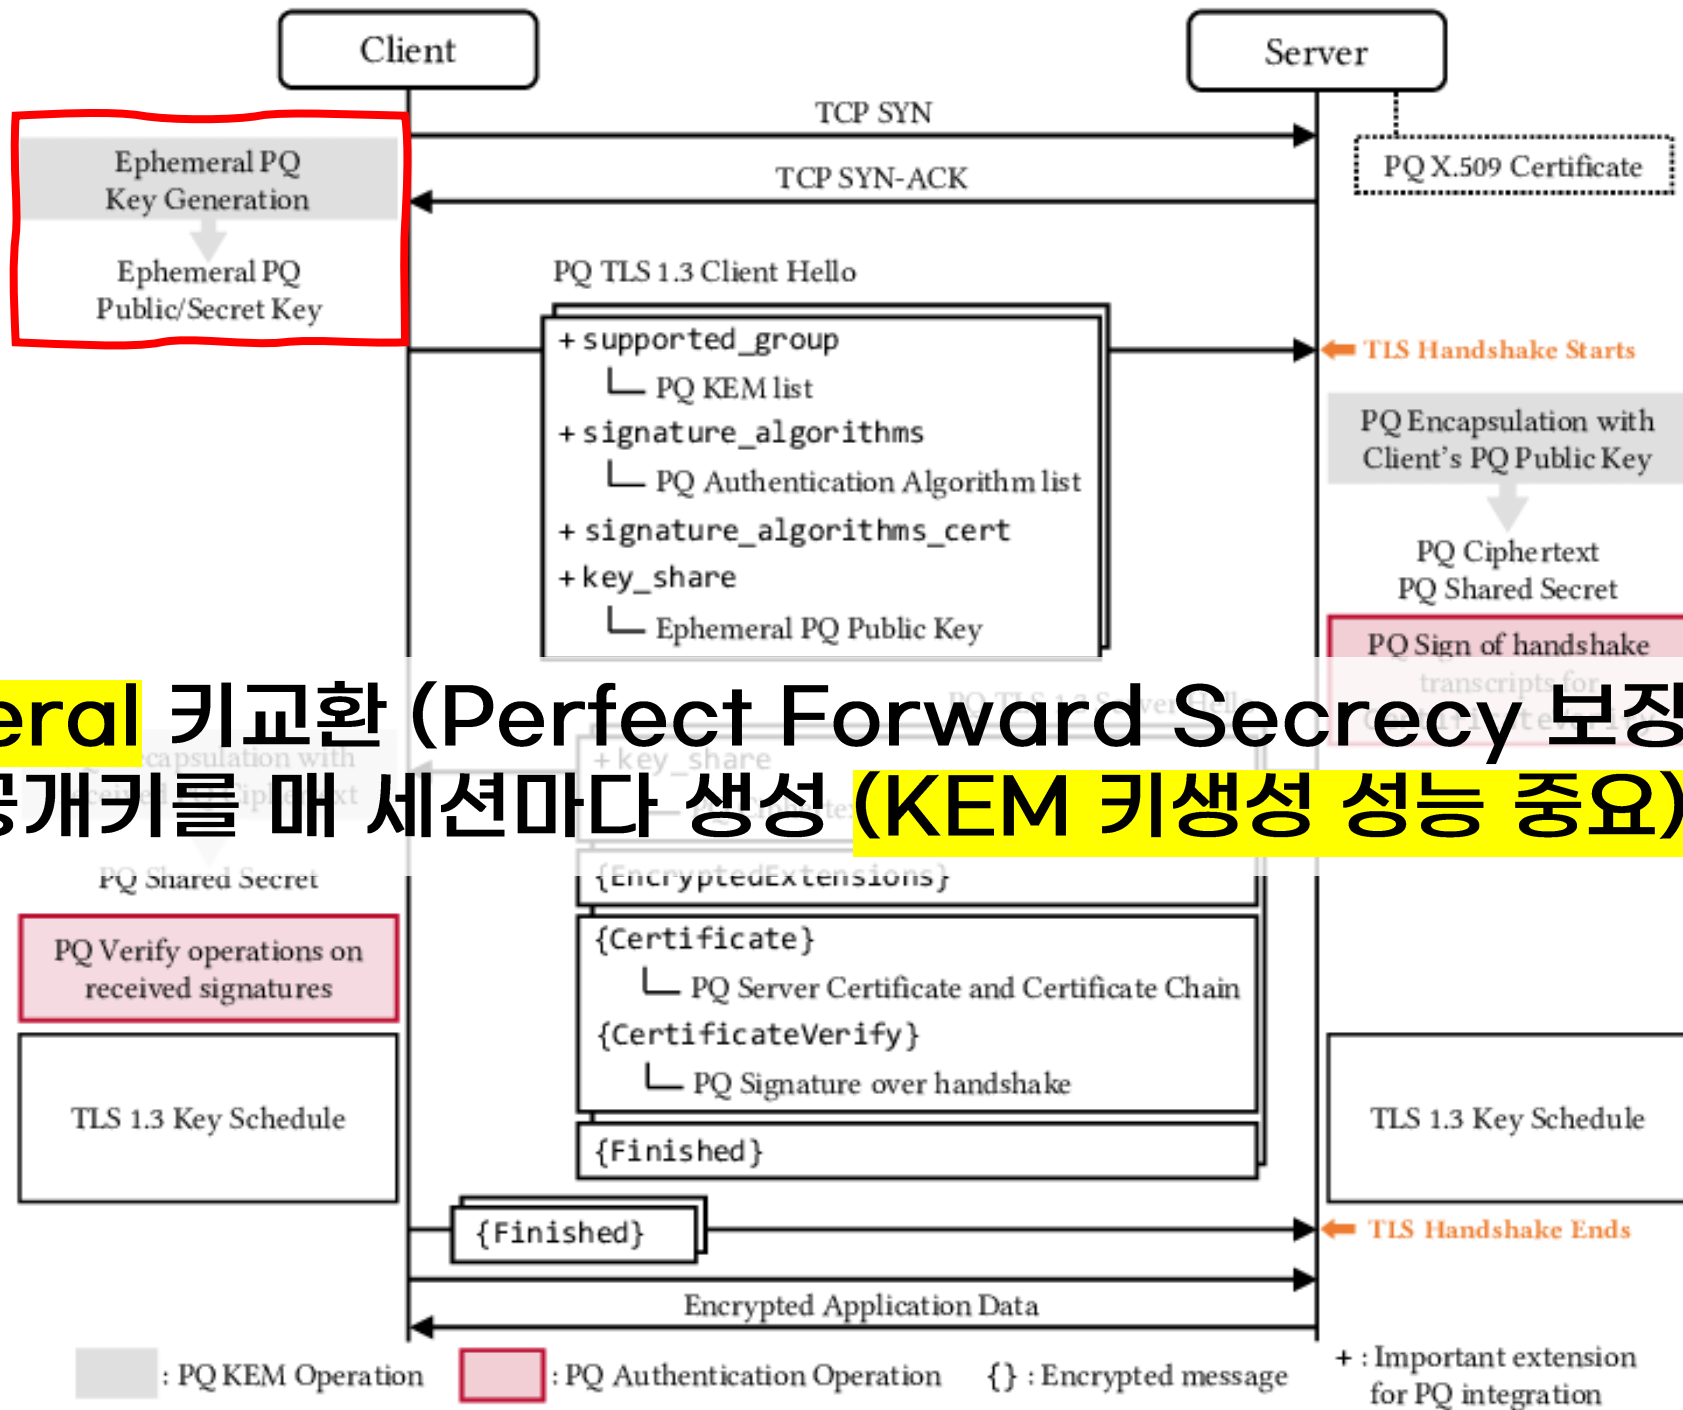 Client
Server
TCP SYN
PQ X.509 Certificate
TCP SYN-ACK
Ephemeral PQ
Key Generation
Ephemeral PQ
Public/Secret Key
PQ TLS 1.3 Client Hello
+ supported_group
PQ KEM list
+ signature_algorithms
PQ Authentication Algorithm list
+ signature_algorithms_cert
+ key_share
Ephemeral PQ Public Key
TLS Handshake Starts
PQ Encapsulation with
Client's PQ Public Key
PQ Ciphertext
PQ Shared Secret
PQ Sign of handshake
transcripts for
키교환 (Perfect Forward Secrecy 보장
매 세션마다 생성 (KEM 키생성 성능 중요)
+ key_share
PQ Shared Secret
{EncryptedExtensions}
PQ Verify operations on
received signatures
{Certificate}
PQ Server Certificate and Certificate Chain
{CertificateVerify}
PQ Signature over handshake
TLS 1.3 Key Schedule
TLS 1.3 Key Schedule
{Finished}
{Finished}
TLS Handshake Ends
Encrypted Application Data
: PQ KEM Operation
: PQ Authentication Operation
{} : Encrypted message
+ : Important extension
for PQ integration